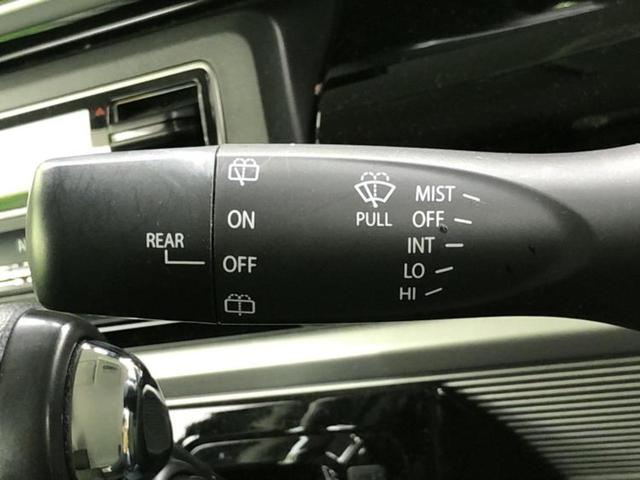 REAR
ON
OFF
PULL
MIST
OFF
INT
LO
HI